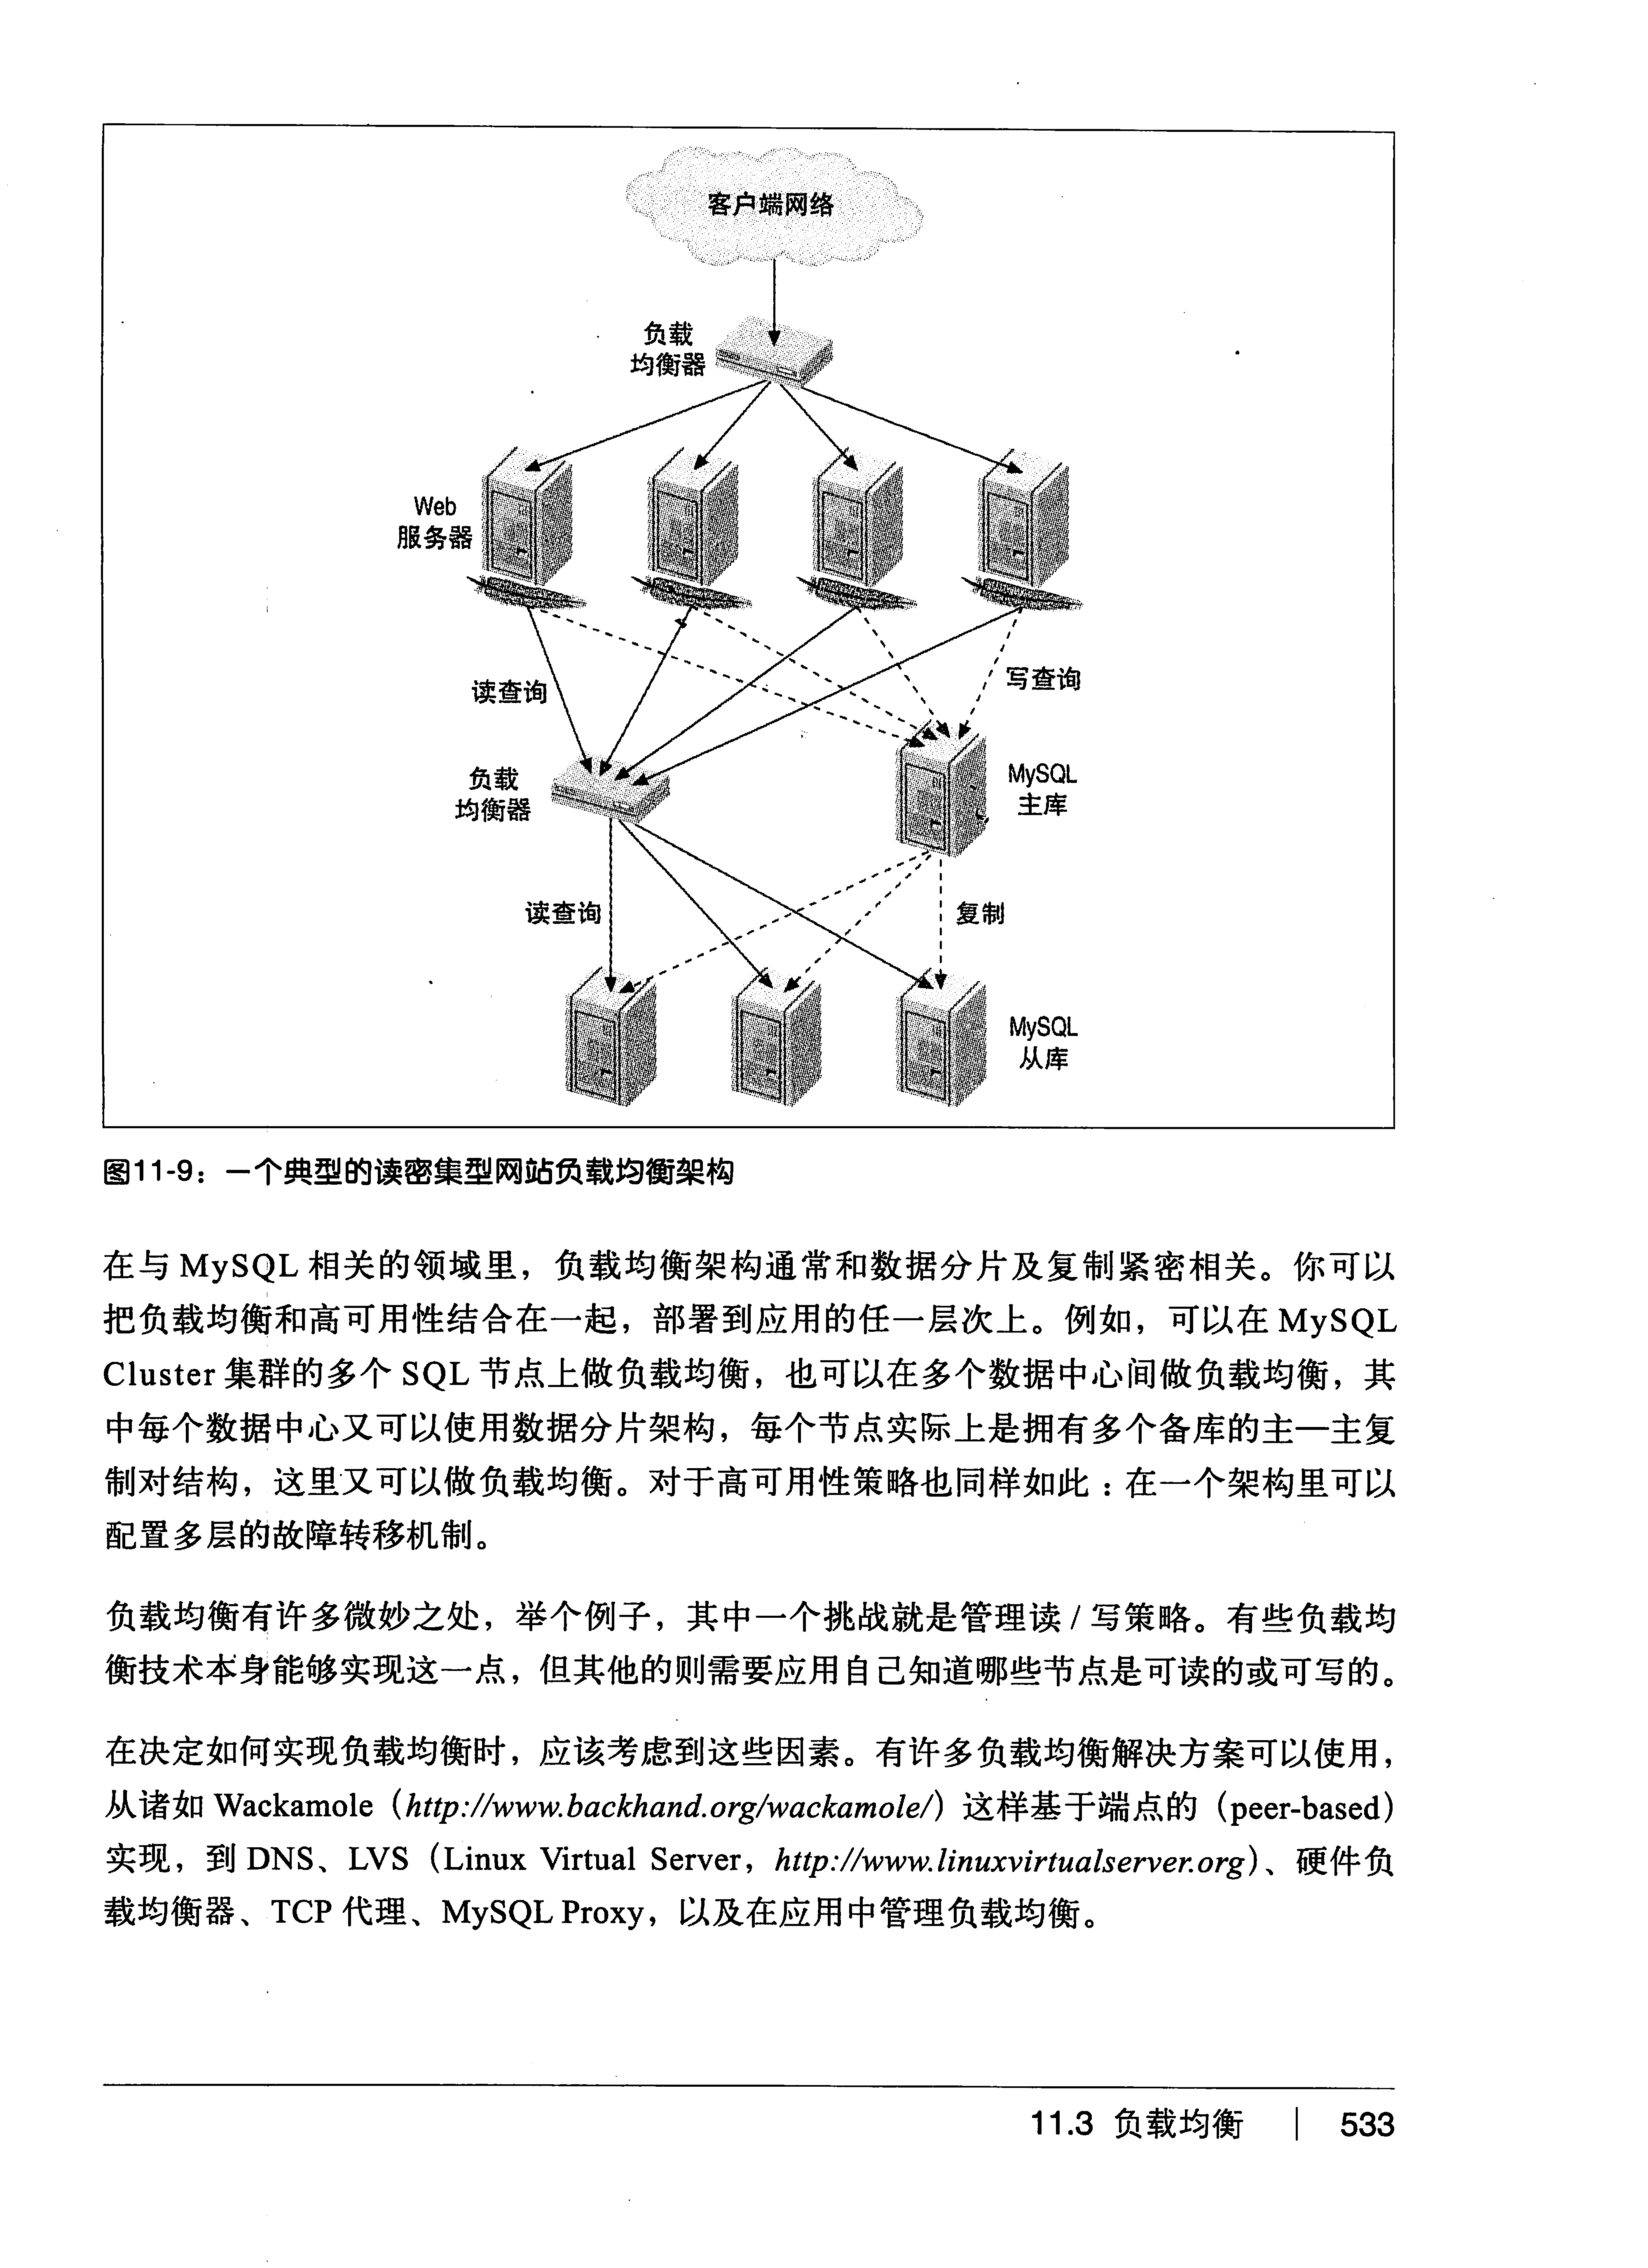 客户端网络
负载
均衡器
Web
服务器
读查询
写查询
负载
均衡器
MySQL
主库
读查询
复制
MySQL
从库
图11-9：一个典型的读密集型网站负载均衡架构
在与 MySQL 相关的领域里，负载均衡架构通常和数据分片及复制紧密相关。你可以
把负载均衡和高可用性结合在一起，部署到应用的任一层次上。例如，可以在 MySQL
Cluster 集群的多个 SQL 节点上做负载均衡，也可以在多个数据中心间做负载均衡，其
中每个数据中心又可以使用数据分片架构，每个节点实际上是拥有多个备库的主—主复
制对结构，这里又可以做负载均衡。对于高可用性策略也同样如此：在一个架构里可以
配置多层的故障转移机制。
负载均衡有许多微妙之处，举个例子，其中一个挑战就是管理读 / 写策略。有些负载均
衡技术本身能够实现这一点，但其他的则需要应用自己知道哪些节点是可读的或可写的。
在决定如何实现负载均衡时，应该考虑到这些因素。有许多负载均衡解决方案可以使用，
从诸如 Wackamole（http://www.backhand.org/wackamole/）这样基于端点的（peer-based）
实现，到 DNS、LVS（Linux Virtual Server，http://www.linuxvirtualserver.org）、硬件负
载均衡器、TCP 代理、MySQL Proxy，以及在应用中管理负载均衡。
11.3 负载均衡 | 533